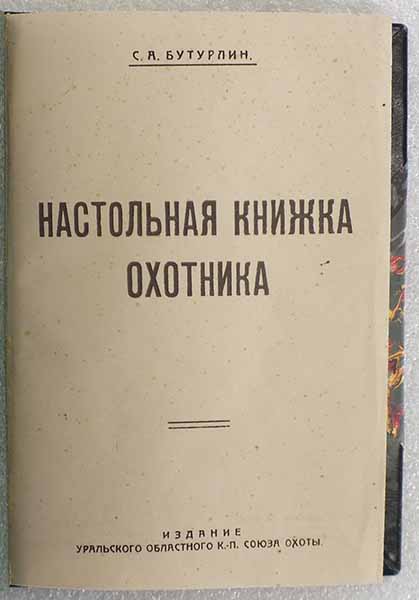 С. А. БУТУРЛИН.
НАСТОЛЬНАЯ КНИЖКА
ОХОТНИКА
ИЗДАНИЕ
УРАЛЬСКОГО ОБЛАСТНОГО К.-П. СОЮЗА ОХОТЫ.